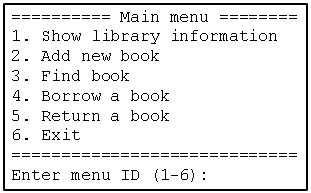 ========== Main menu ========
1. Show library information
2. Add new book
3. Find book
4. Borrow a book
5. Return a book
6. Exit
=============================
Enter menu ID (1-6):